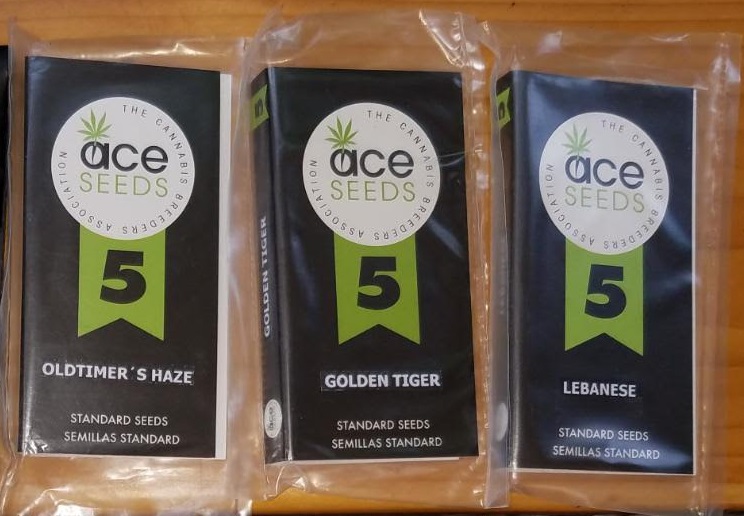 THE CANNABIS BREEDERS ASSOCIATION
ace
SEEDS
5
OLDTIMER´S HAZE
STANDARD SEEDS
SEMILLAS STANDARD
GOLDEN TIGER
ace
THE CANNABIS BREEDERS ASSOCIATION
ace
SEEDS
5
GOLDEN TIGER
STANDARD SEEDS
SEMILLAS STANDARD
THE CANNABIS BREEDERS ASSOCIATION
ace
SEEDS
5
LEBANESE
STANDARD SEEDS
SEMILLAS STANDARD